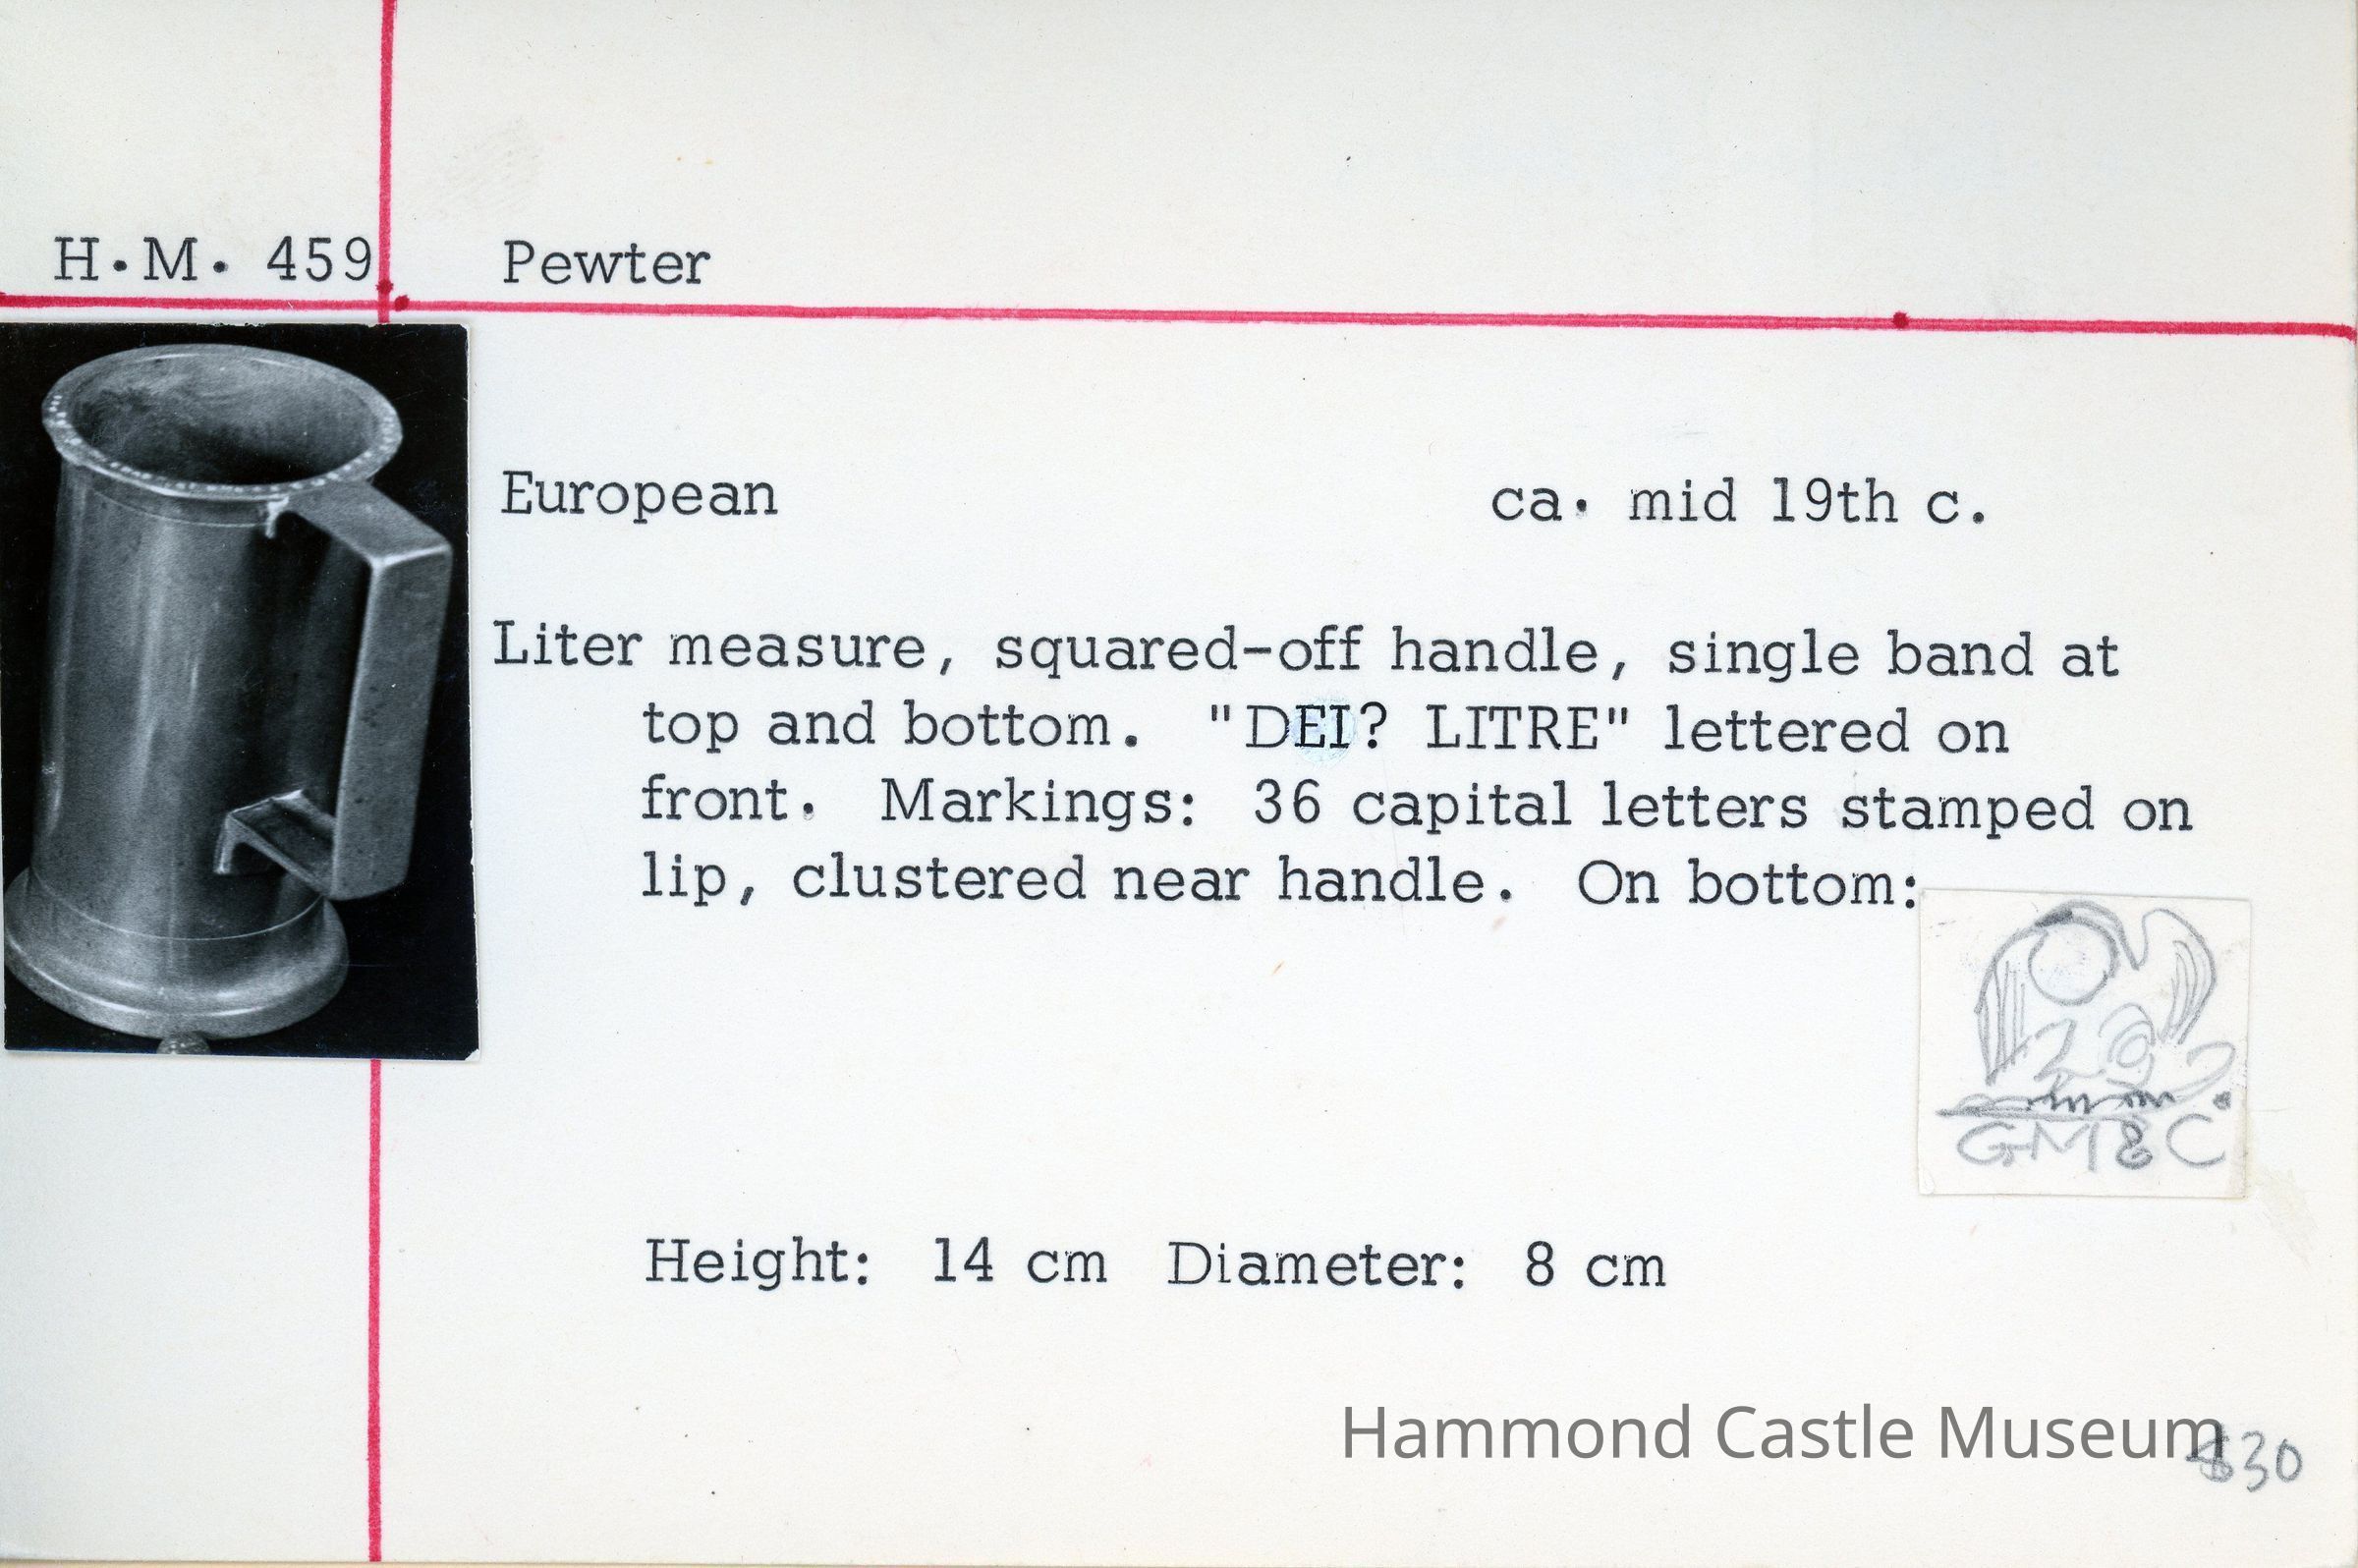 H.M. 459
Pewter
European
ca. mid 19th c.
Liter measure, squared-off handle, single band at
top and bottom.  "DEI? LITRE" lettered on
front.  Markings:  36 capital letters stamped on
lip, clustered near handle.  On bottom:
GM&C
Height:  14 cm  Diameter:  8 cm
Hammond Castle Museum
$30